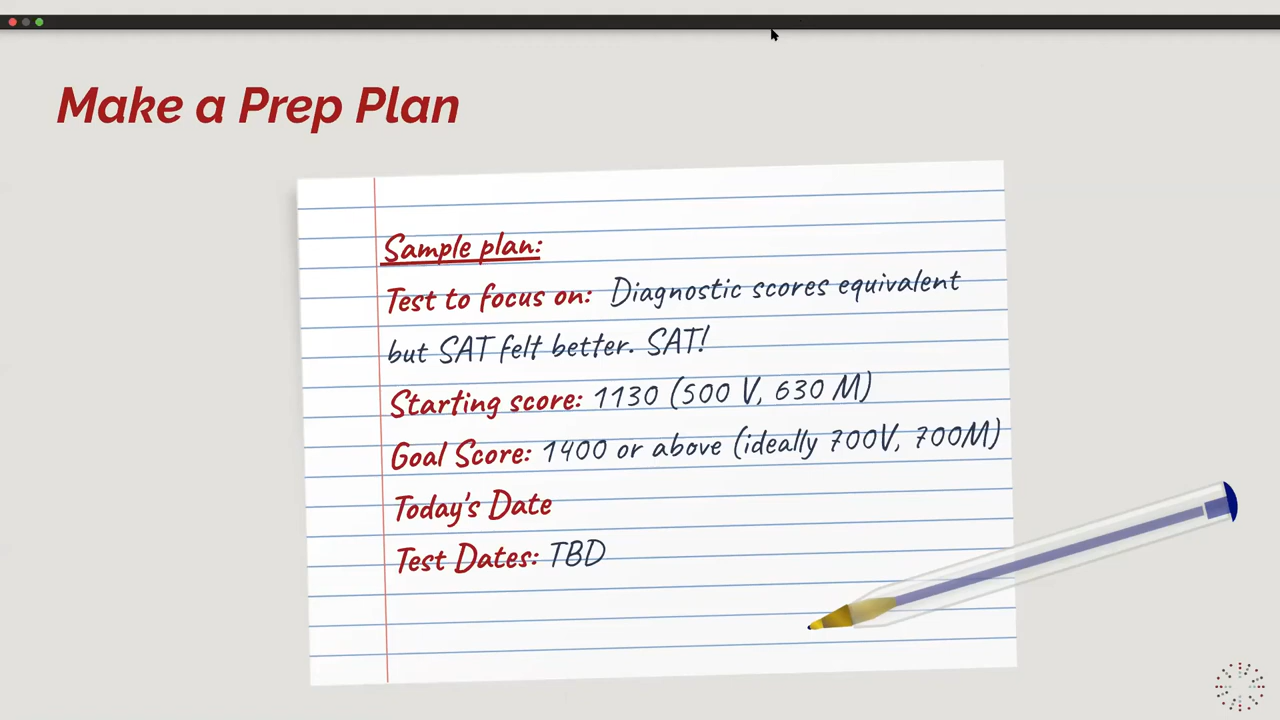 Make a Prep Plan
Sample plan:
Test to focus on: Diagnostic scores equivalent
but SAT felt better. SAT!
Starting score: 1130 (500 V, 630 M)
Goal Score: 1400 or above (ideally 700V, 700M)
Today's Date
Test Dates: TBD